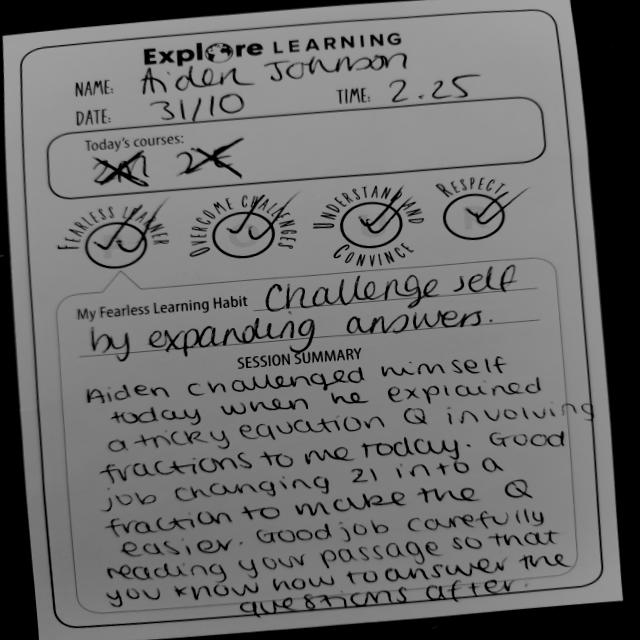 Explore LEARNING
NAME: Aiden Johnson
DATE: 31/10 TIME: 2.25
Today's courses:
2M 2E
FEARLESS LEARNER OVERCOME CHALLENGES UNDERSTAND AND CONVINCE RESPECT
My Fearless Learning Habit Challenge self
by expanding answers.
SESSION SUMMARY
Aiden challenged himself
today when he explained
a tricky equation Q involving
fractions to me today. Good
job changing 21 into a
fraction to make the Q
easier. Good job carefully
reading your passage so that
you know how to answer the
questions after.